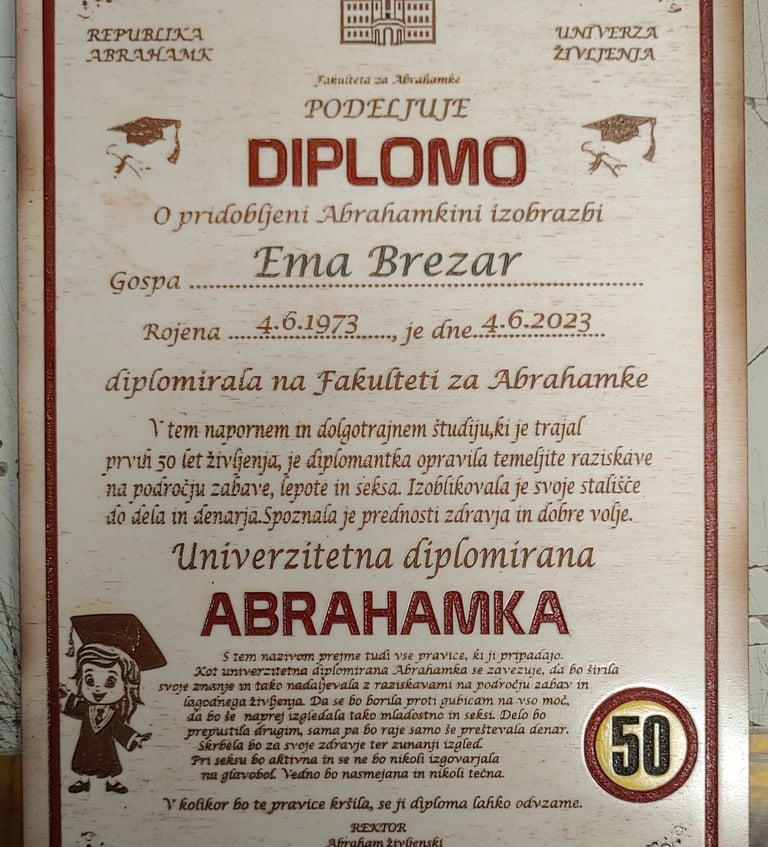 REPUBLIKA
ABRAHAMK
UNIVERZA
ŽIVLJENJA
Fakulteta za Abrahamke
PODELJUJE
DIPLOMO
O pridobljeni Abrahamkini izobrazbi
Gospa Ema Brezar
Rojena 4.6.1973, je dne 4.6.2023
diplomirala na Fakulteti za Abrahamke
V tem napornem in dolgotrajnem študiju,ki je trajal
prvih 50 let življenja, je diplomantka opravila temeljite raziskave
na področju zabave, lepote in seksa. Izoblikovala je svoje stališče
do dela in denarja.Spoznala je prednosti zdravja in dobre volje.
Univerzitetna diplomirana
ABRAHAMKA
S tem nazivom prejme tudi vse pravice, ki ji pripadajo.
Kot univerzitetna diplomirana Abrahamka se zavezuje, da bo širila
svoje znanje in tako nadaljevala z raziskavami na področju zabav in
lagodnega življenja. Da se bo borila proti gubicam na vso moč,
da bo še naprej izgledala tako mladostno in seksi. Delo bo
prepustila drugim, sama pa bo raje samo še preštevala denar.
Skrbela bo za svoje zdravje ter zunanji izgled.
Pri seksu bo aktivna in se ne bo nikoli izgovarjala
na glavobol. Vedno bo nasmejana in nikoli tečna.
50
V kolikor bo te pravice kršila, se ji diploma lahko odvzame.
REKTOR
Abraham življenski